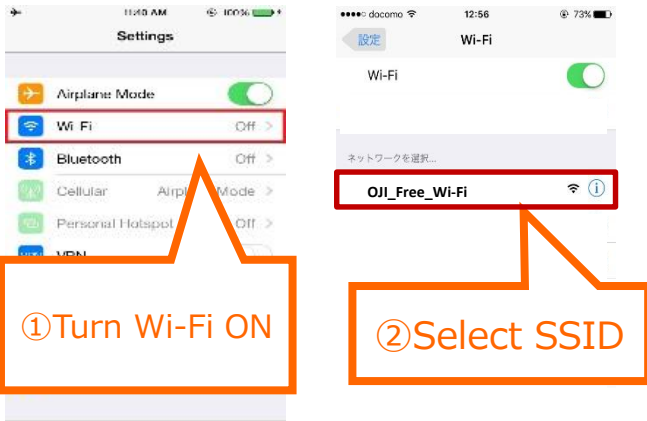 11:40 AM
100%
Settings
Airplane Mode
Wi-Fi
Off
Bluetooth
Off
Cellular
Airpl
Mode
Personal Hotspot
Off
VPN
①Turn Wi-Fi ON
docomo
12:56
73%
設定
Wi-Fi
Wi-Fi
ネットワークを選択...
OJI_Free_Wi-Fi
②Select SSID